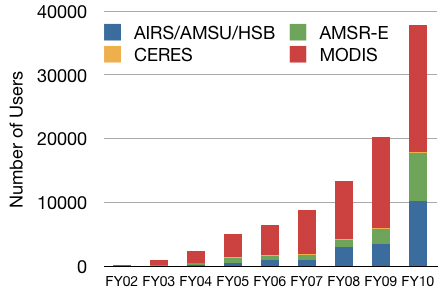 40000
30000
20000
10000
0
Number of Users
AIRS/AMSU/HSB
AMSR-E
CERES
MODIS
FY02 FY03 FY04 FY05 FY06 FY07 FY08 FY09 FY10